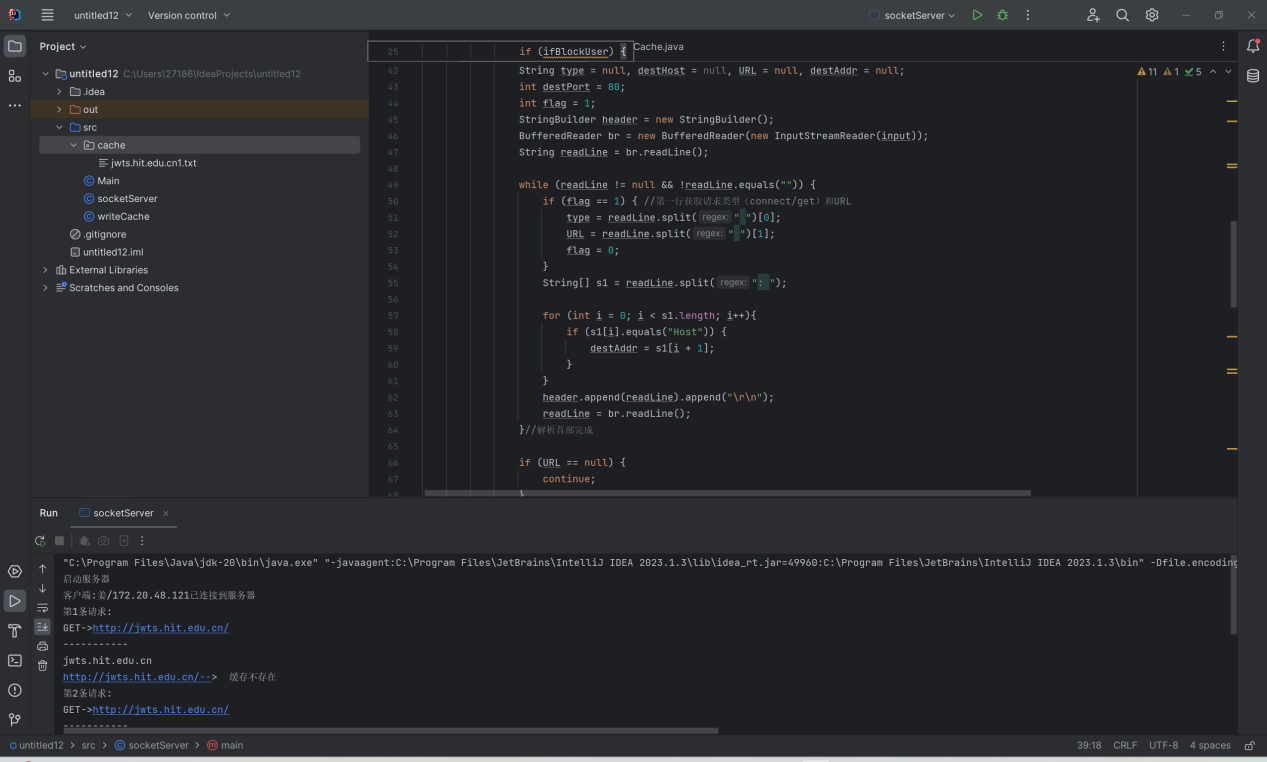 untitled12
Version control
socketServer
Project
untitled12 C:\Users\27186\IdeaProjects\untitled12
.idea
out
src
cache
jwts.hit.edu.cn1.txt
Main
socketServer
writeCache
.gitignore
untitled12.iml
External Libraries
Scratches and Consoles
Cache.java
11 1 5
25 if (ifBlockUser) {
42 String type = null, destHost = null, URL = null, destAddr = null;
43 int destPort = 80;
44 int flag = 1;
45 StringBuilder header = new StringBuilder();
46 BufferedReader br = new BufferedReader(new InputStreamReader(input));
47 String readLine = br.readLine();
48
49 while (readLine != null && !readLine.equals("")) {
50 if (flag == 1) { //第一行获取请求类型（connect/get）和URL
51 type = readLine.split( regex: " ")[0];
52 URL = readLine.split( regex: " ")[1];
53 flag = 0;
54 }
55 String[] s1 = readLine.split( regex: ": ");
56
57 for (int i = 0; i < s1.length; i++){
58 if (s1[i].equals("Host")) {
59 destAddr = s1[i + 1];
60 }
61 }
62 header.append(readLine).append("\r\n");
63 readLine = br.readLine();
64 }//解析首部完成
65
66 if (URL == null) {
67 continue;
68 }
Run
socketServer
"C:\Program Files\Java\jdk-20\bin\java.exe" "-javaagent:C:\Program Files\JetBrains\IntelliJ IDEA 2023.1.3\lib\idea_rt.jar=49960:C:\Program Files\JetBrains\IntelliJ IDEA 2023.1.3\bin" -Dfile.encoding
启动服务器
客户端:姜/172.20.48.121已连接到服务器
第1条请求:
GET->http://jwts.hit.edu.cn/
-----------
jwts.hit.edu.cn
http://jwts.hit.edu.cn/--> 缓存不存在
第2条请求:
GET->http://jwts.hit.edu.cn/
-----------
untitled12 > src > socketServer > main
39:18 CRLF UTF-8 4 spaces